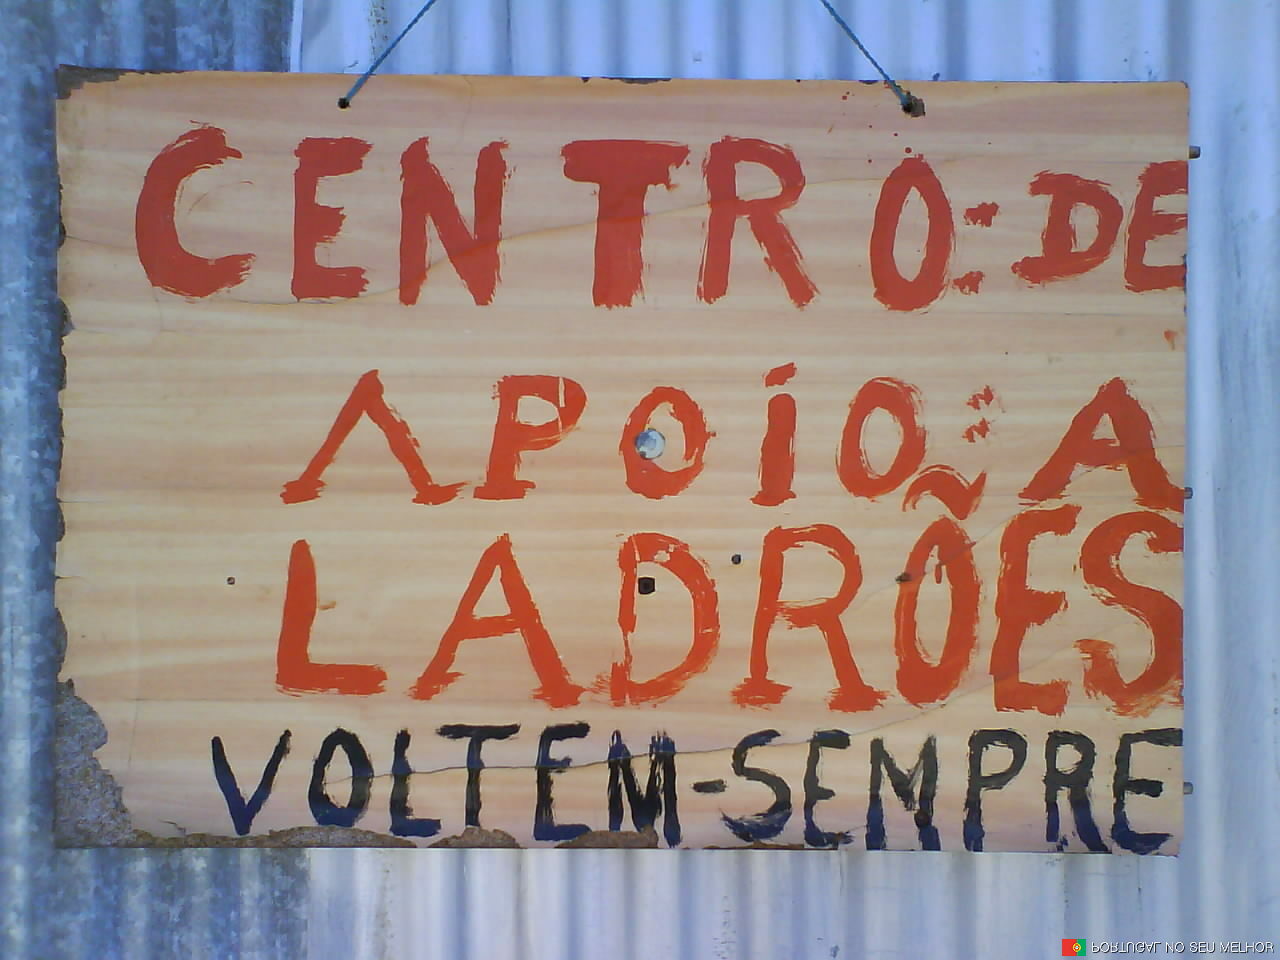 CENTRO: DE
APOIO: A
LADRÕES
VOLTEM-SEMPRE
PORTUGAL NO SEU MELHOR